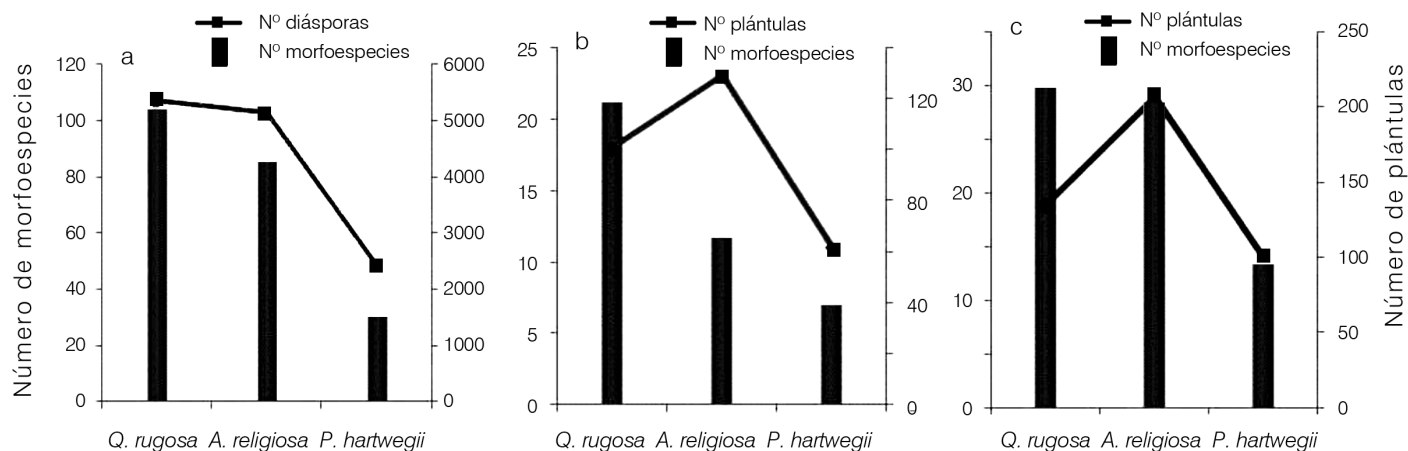 Nº diásporas
Nº morfoespecies
a
Número de morfoespecies
120
100
80
60
40
20
0
6000
5000
4000
3000
2000
1000
0
Q. rugosa A. religiosa P. hartwegii
Nº plántulas
Nº morfoespecies
b
25
20
15
10
5
0
120
80
40
0
Q. rugosa A. religiosa P. hartwegii
Nº plántulas
Nº morfoespecies
c
30
20
10
0
250
200
150
100
50
0
Número de plántulas
Q. rugosa A. religiosa P. hartwegii